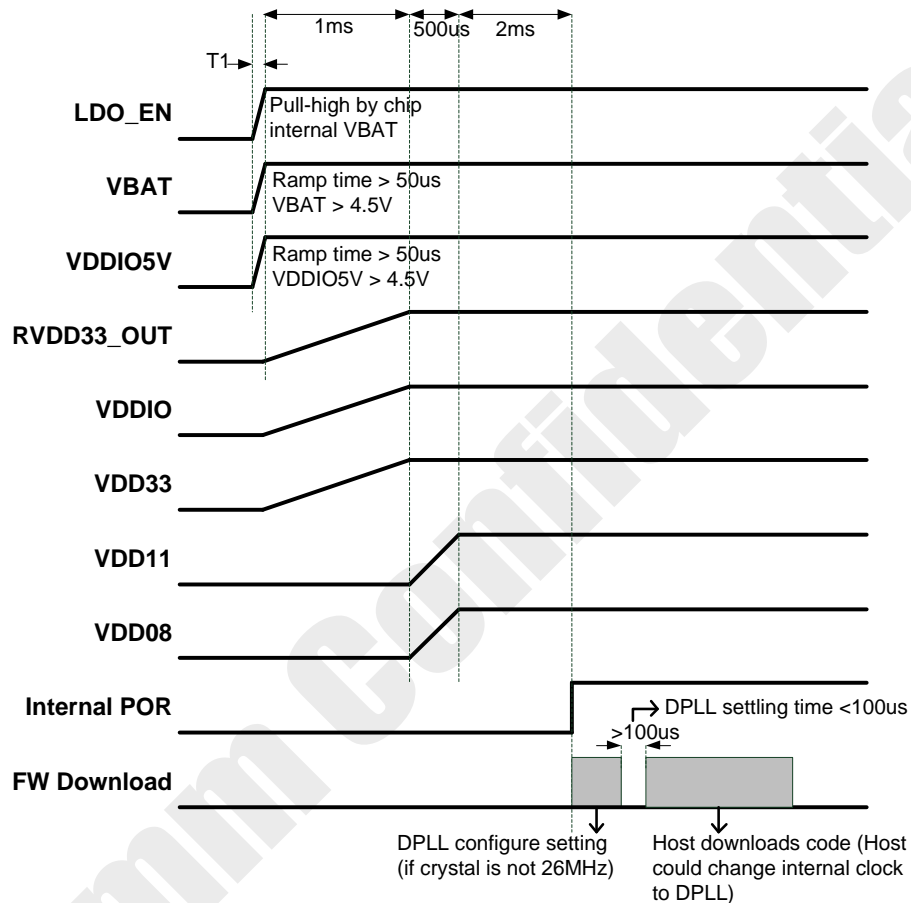 1ms
500us
2ms
T1
LDO_EN
Pull-high by chip
internal VBAT
VBAT
Ramp time > 50us
VBAT > 4.5V
VDDIO5V
Ramp time > 50us
VDDIO5V > 4.5V
RVDD33_OUT
VDDIO
VDD33
VDD11
VDD08
Internal POR
DPLL settling time <100us
>100us
FW Download
DPLL configure setting
(if crystal is not 26MHz)
Host downloads code (Host
could change internal clock
to DPLL)
mm Confidential